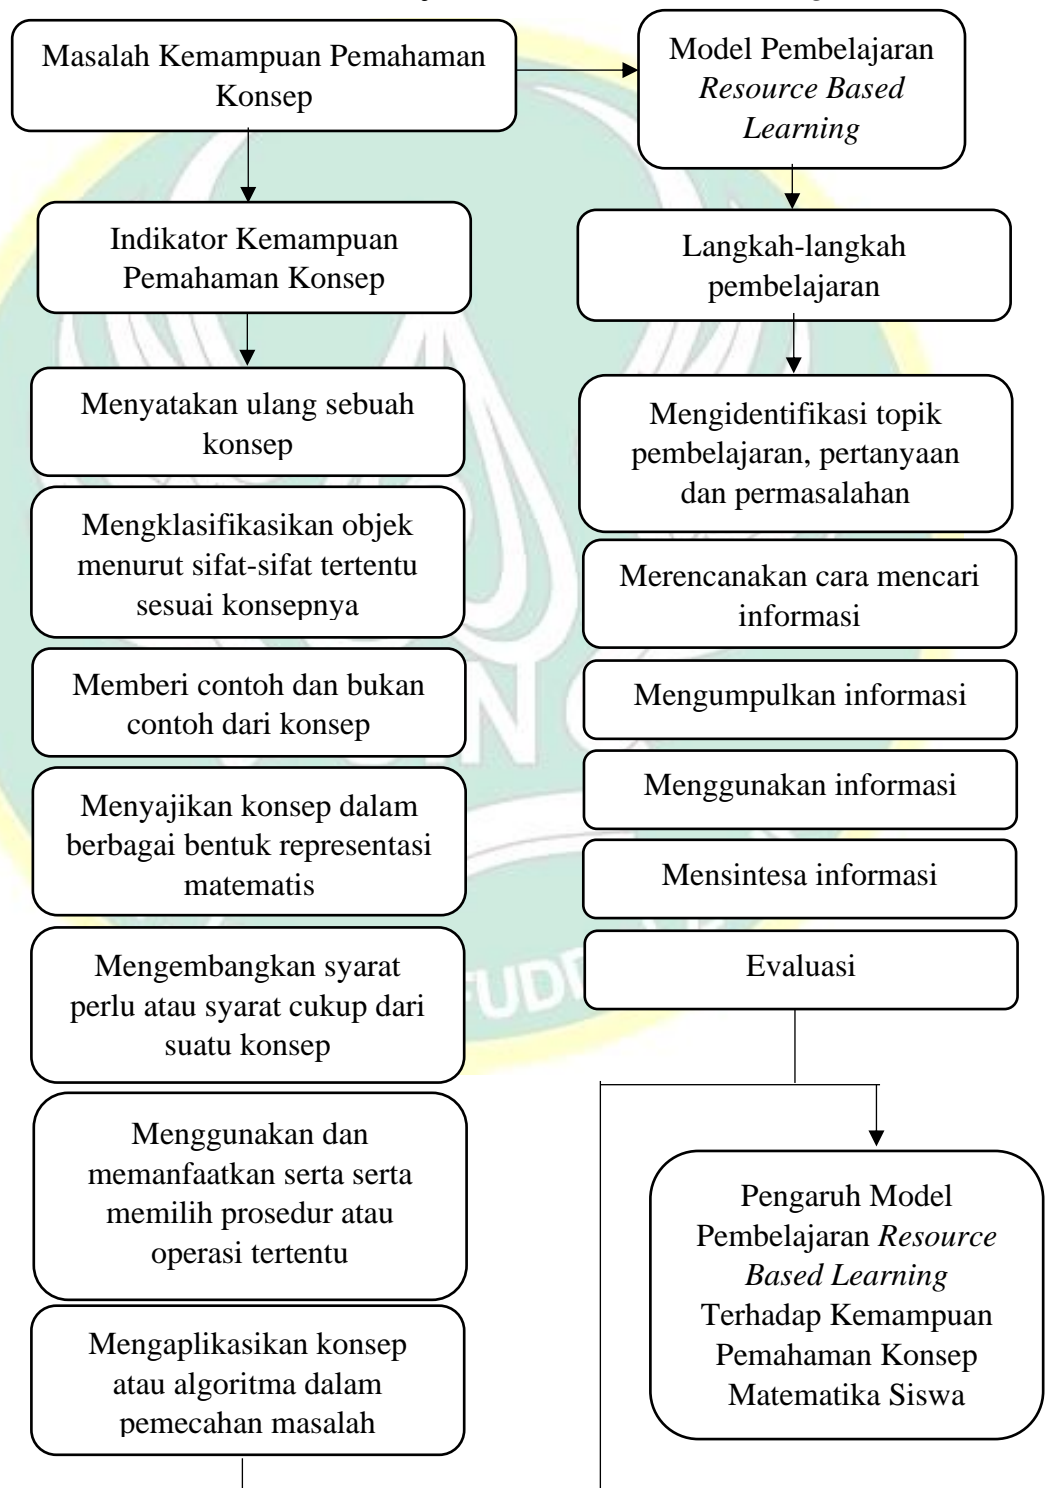 Masalah Kemampuan Pemahaman
Konsep
Model Pembelajaran
Resource Based
Learning
Indikator Kemampuan
Pemahaman Konsep
Langkah-langkah
pembelajaran
Menyatakan ulang sebuah
konsep
Mengklasifikasikan objek
menurut sifat-sifat tertentu
sesuai konsepnya
Memberi contoh dan bukan
contoh dari konsep
Menyajikan konsep dalam
berbagai bentuk representasi
matematis
Mengembangkan syarat
perlu atau syarat cukup dari
suatu konsep
Menggunakan dan
memanfaatkan serta serta
memilih prosedur atau
operasi tertentu
Mengaplikasikan konsep
atau algoritma dalam
pemecahan masalah
Mengidentifikasi topik
pembelajaran, pertanyaan
dan permasalahan
Merencanakan cara mencari
informasi
Mengumpulkan informasi
Menggunakan informasi
Mensintesa informasi
Evaluasi
Pengaruh Model
Pembelajaran Resource
Based Learning
Terhadap Kemampuan
Pemahaman Konsep
Matematika Siswa